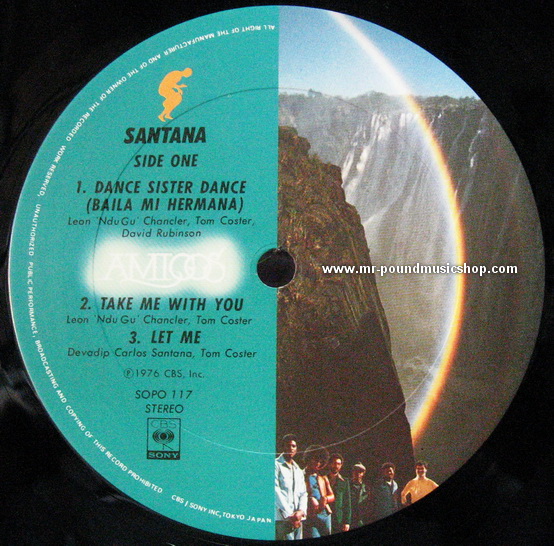 ALL RIGHT OF THE MANUFACTURER AND OF THE OWNER OF THE RECORDED WORK RESERVED. UNAUTHORIZED PUBLIC PERFORMANCE; BROADCASTING AND COPYING OF THIS RECORD PROHIBITED
SANTANA
SIDE ONE
1. DANCE SISTER DANCE
(BAILA MI HERMANA)
Leon 'NduGu' Chancler, Tom Coster,
David Rubinson
AMIGOS
www.mr-poundmusicshop.com
2. TAKE ME WITH YOU
Leon 'NduGu' Chancler, Tom Coster
3. LET ME
Devadip Carlos Santana, Tom Coster
Ⓟ1976 CBS, Inc.
SOPO 117
STEREO
CBS
SONY
CBS/SONY INC, TOKYO JAPAN